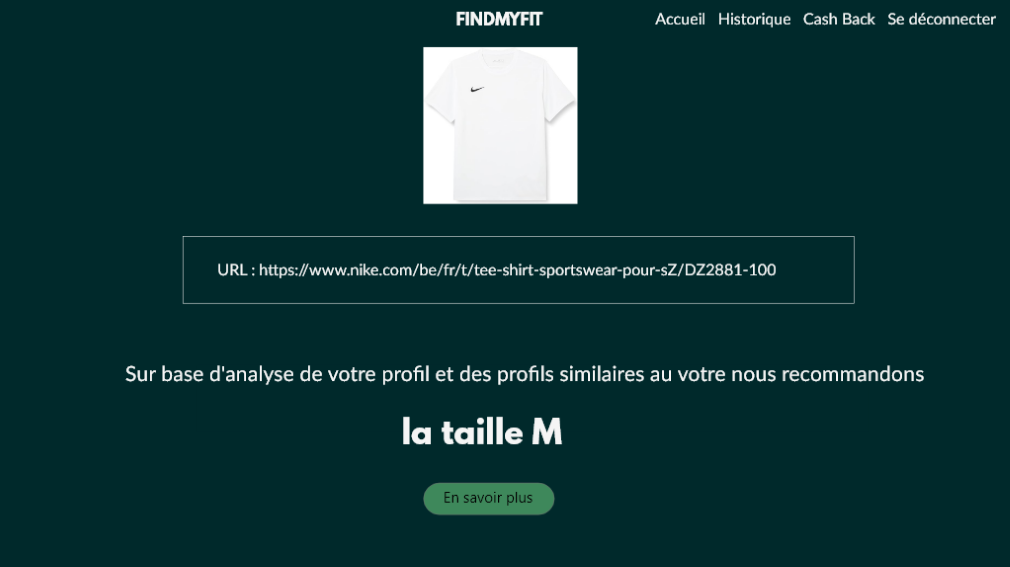 FINDMYFIT
Accueil Historique Cash Back Se déconnecter
URL : https://www.nike.com/be/fr/t/tee-shirt-sportswear-pour-sZ/DZ2881-100
Sur base d'analyse de votre profil et des profils similaires au votre nous recommandons
la taille M
En savoir plus